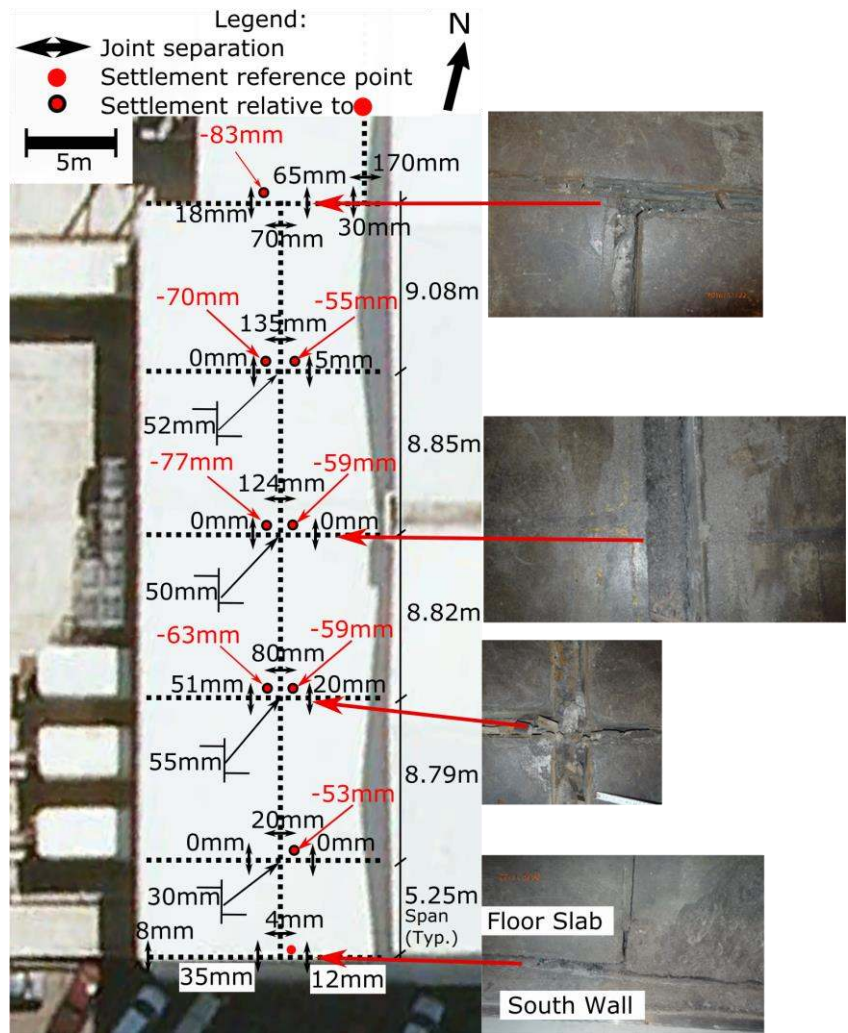 Legend:
N
Joint separation
Settlement reference point
Settlement relative to
5m
-83mm
170mm
65mm
18mm
30mm
70mm
9.08m
-70mm
-55mm
135mm
0mm
5mm
52mm
8.85m
-77mm
-59mm
124mm
0mm
0mm
50mm
8.82m
-63mm
-59mm
80mm
51mm
20mm
55mm
8.79m
-53mm
20mm
0mm
0mm
30mm
5.25m
Span
(Typ.)
4mm
8mm
35mm
12mm
Floor Slab
South Wall